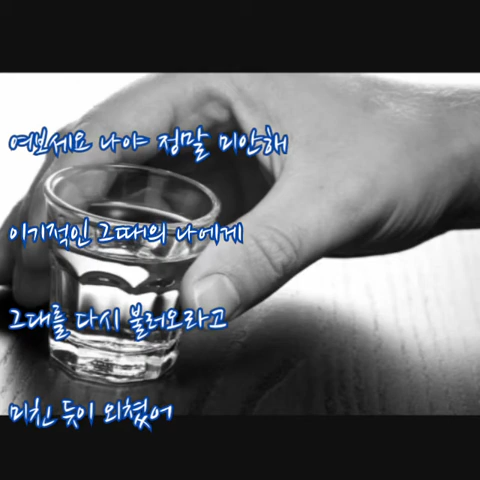 여보세요 나야 정말 미안해
이기적인 그때의 나에게
그대를 다시 불러오라고
미친 듯이 외쳤어